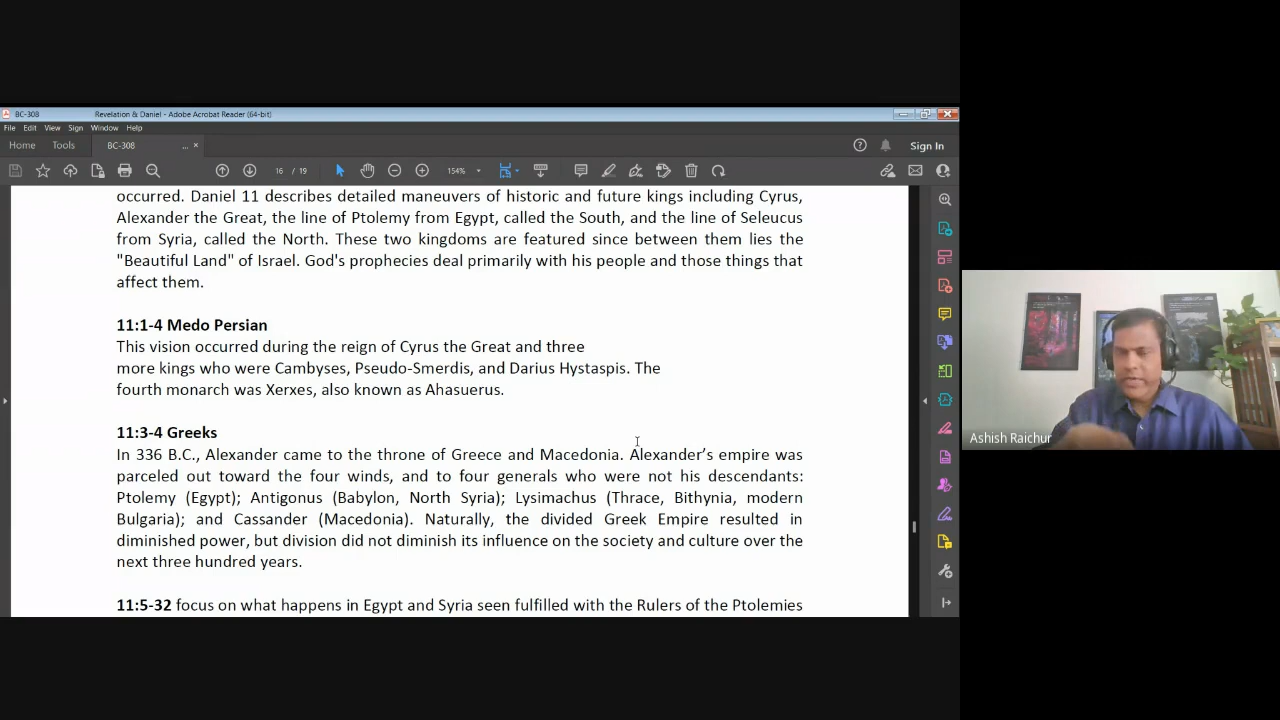 BC-308 Revelation & Daniel - Adobe Acrobat Reader (64-bit)
File Edit View Sign Window Help
Home Tools BC-308 ... × Sign In
16 / 19 154%
occurred. Daniel 11 describes detailed maneuvers of historic and future kings including Cyrus,
Alexander the Great, the line of Ptolemy from Egypt, called the South, and the line of Seleucus
from Syria, called the North. These two kingdoms are featured since between them lies the
"Beautiful Land" of Israel. God's prophecies deal primarily with his people and those things that
affect them.
11:1-4 Medo Persian
This vision occurred during the reign of Cyrus the Great and three
more kings who were Cambyses, Pseudo-Smerdis, and Darius Hystaspis. The
fourth monarch was Xerxes, also known as Ahasuerus.
11:3-4 Greeks
In 336 B.C., Alexander came to the throne of Greece and Macedonia. Alexander’s empire was
parceled out toward the four winds, and to four generals who were not his descendants:
Ptolemy (Egypt); Antigonus (Babylon, North Syria); Lysimachus (Thrace, Bithynia, modern
Bulgaria); and Cassander (Macedonia). Naturally, the divided Greek Empire resulted in
diminished power, but division did not diminish its influence on the society and culture over the
next three hundred years.
11:5-32 focus on what happens in Egypt and Syria seen fulfilled with the Rulers of the Ptolemies
Ashish Raichur